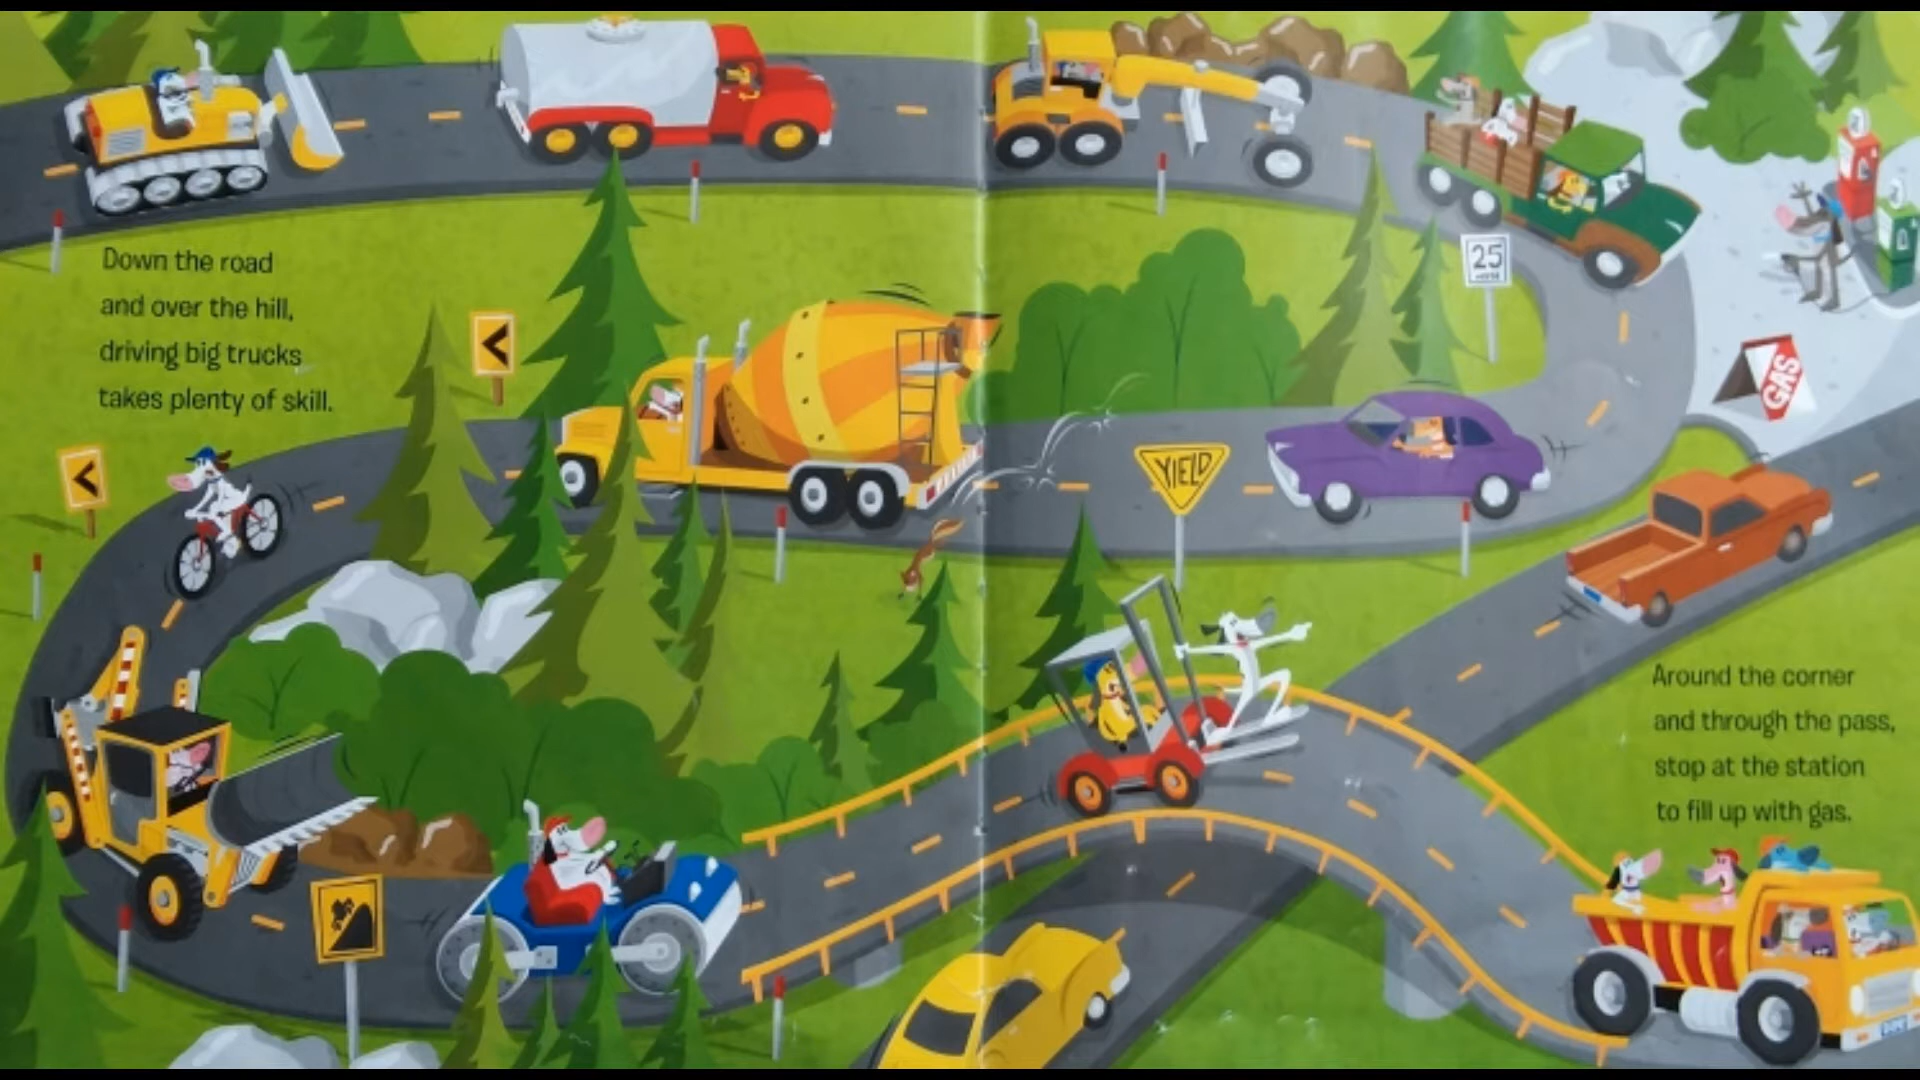 Down the road
and over the hill,
driving big trucks
takes plenty of skill.
25
YIELD
GAS
Around the corner
and through the pass,
stop at the station
to fill up with gas.